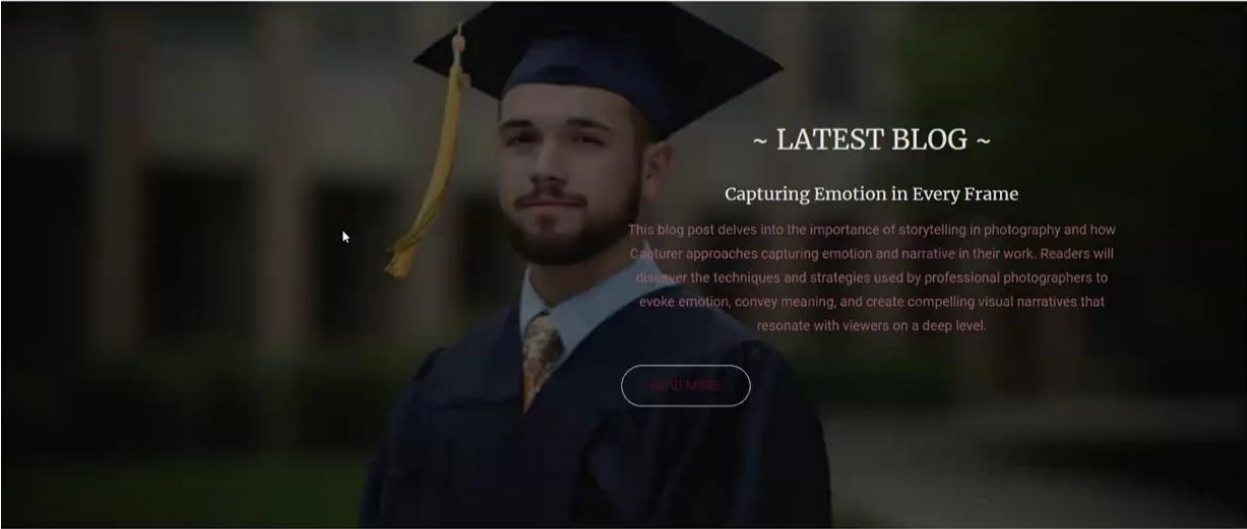 ~ LATEST BLOG ~
Capturing Emotion in Every Frame
This blog post delves into the importance of storytelling in photography and how
Capturer approaches capturing emotion and narrative in their work. Readers will
discover the techniques and strategies used by professional photographers to
evoke emotion, convey meaning, and create compelling visual narratives that
resonate with viewers on a deep level.
READ MORE